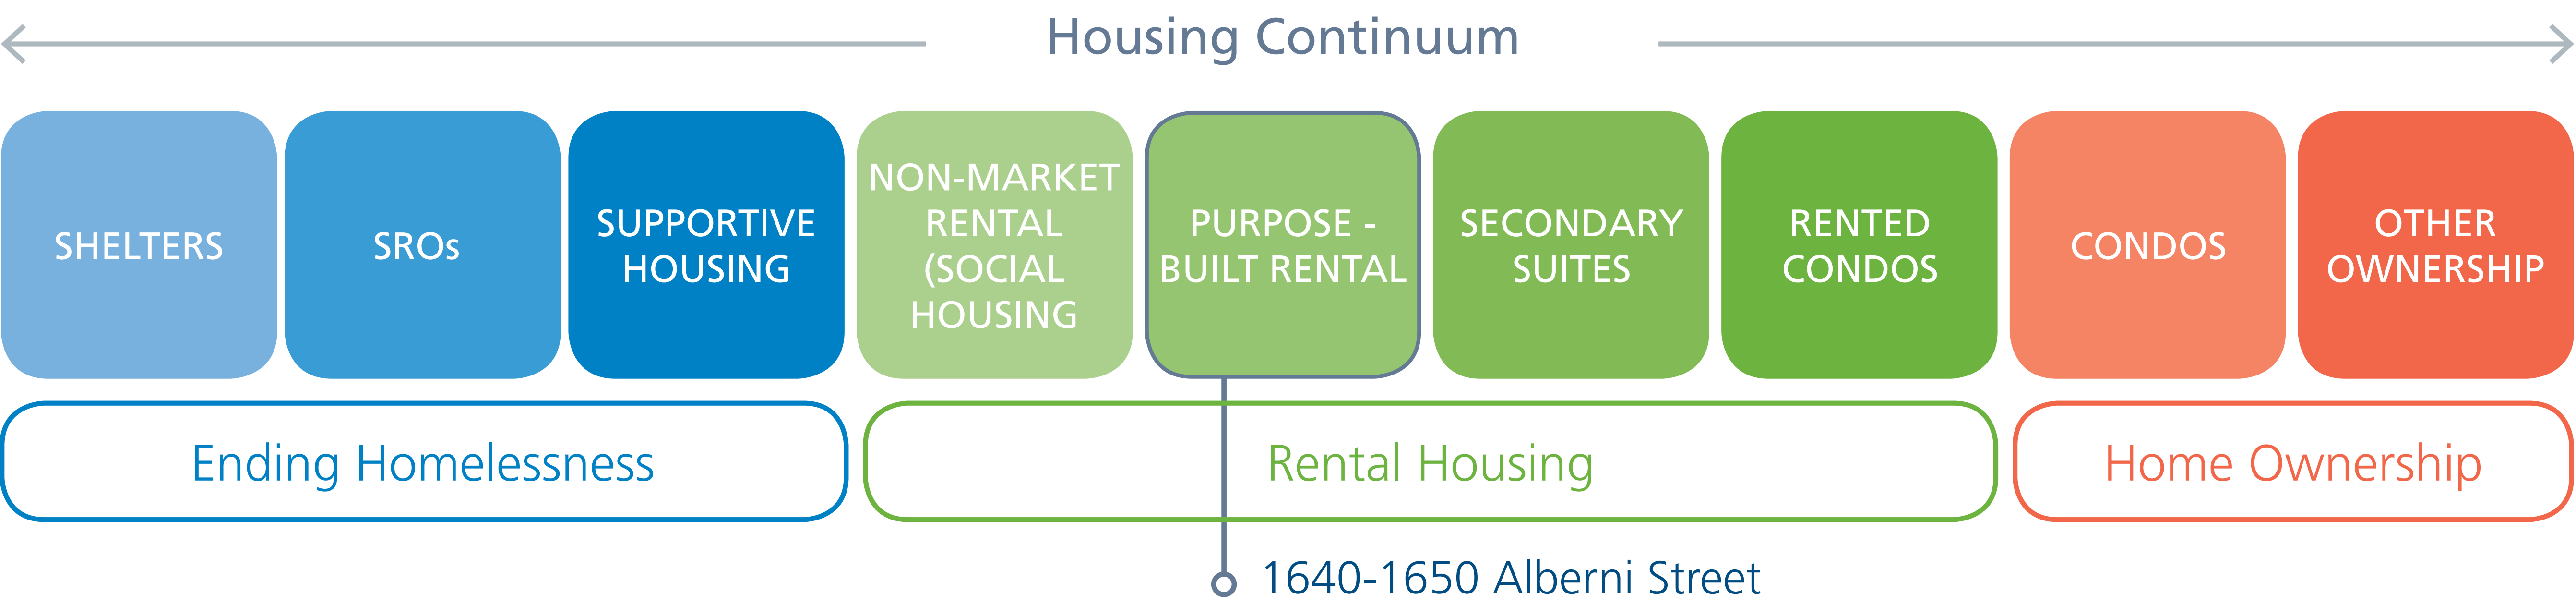 Housing Continuum
SHELTERS
SROs
SUPPORTIVE
HOUSING
NON-MARKET
RENTAL
(SOCIAL
HOUSING
PURPOSE -
BUILT RENTAL
SECONDARY
SUITES
RENTED
CONDOS
CONDOS
OTHER
OWNERSHIP
Ending Homelessness
Rental Housing
Home Ownership
1640-1650 Alberni Street